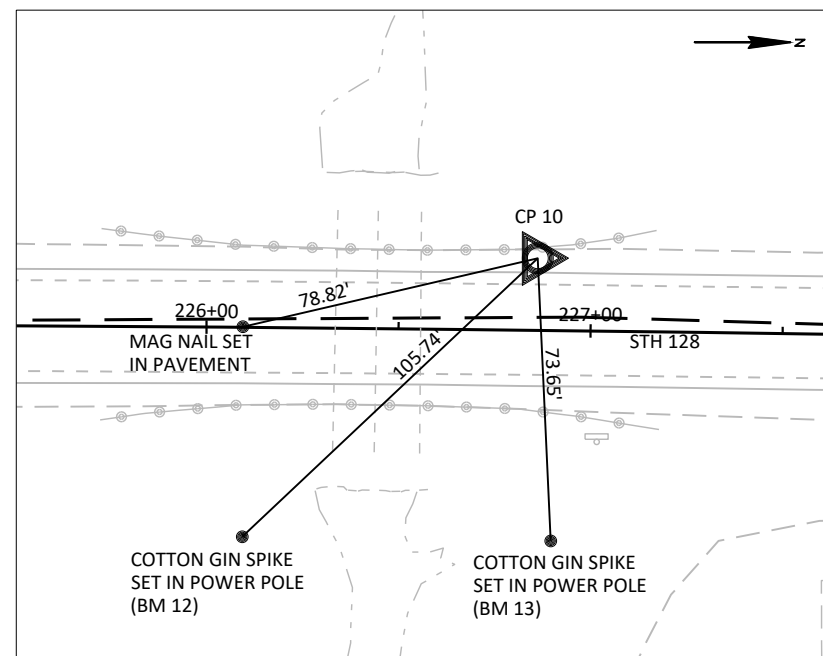 N
CP 10
78.82'
226+00
227+00
MAG NAIL SET
IN PAVEMENT
STH 128
105.74'
73.65'
COTTON GIN SPIKE
SET IN POWER POLE
(BM 12)
COTTON GIN SPIKE
SET IN POWER POLE
(BM 13)